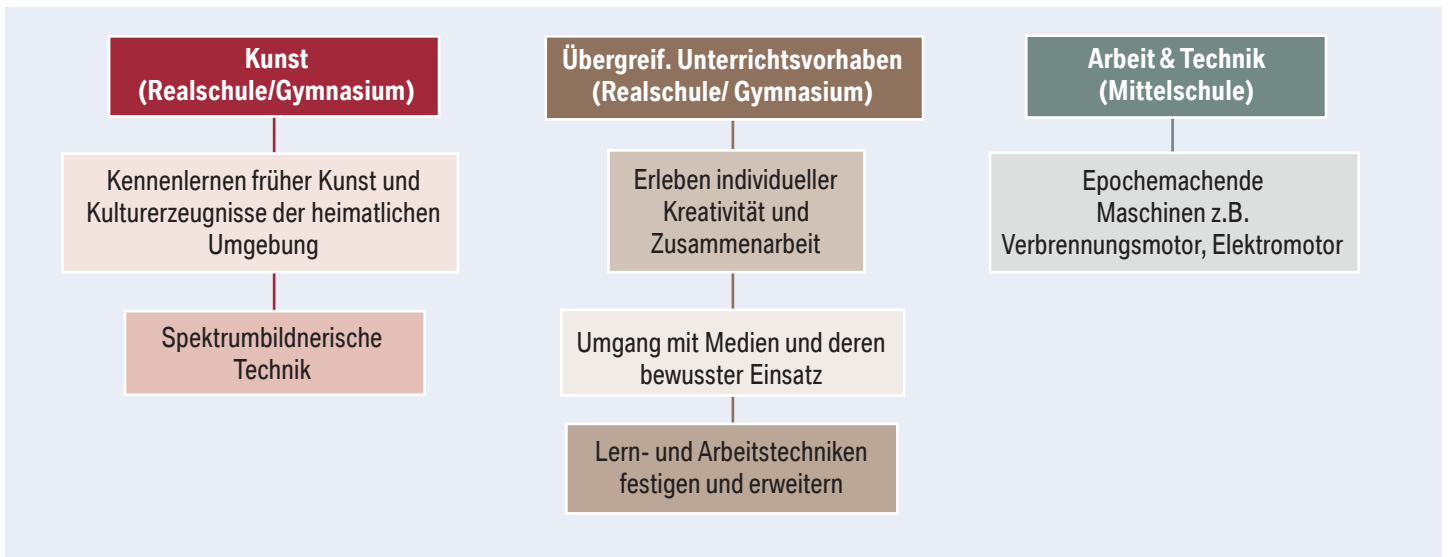 Kunst
(Realschule/Gymnasium)
Kennenlernen früher Kunst und
Kulturerzeugnisse der heimatlichen
Umgebung
Spektrumbildnerische
Technik
Übergreif. Unterrichtsvorhaben
(Realschule/ Gymnasium)
Erleben individueller
Kreativität und
Zusammenarbeit
Umgang mit Medien und deren
bewusster Einsatz
Lern- und Arbeitstechniken
festigen und erweitern
Arbeit & Technik
(Mittelschule)
Epochemachende
Maschinen z.B.
Verbrennungsmotor, Elektromotor